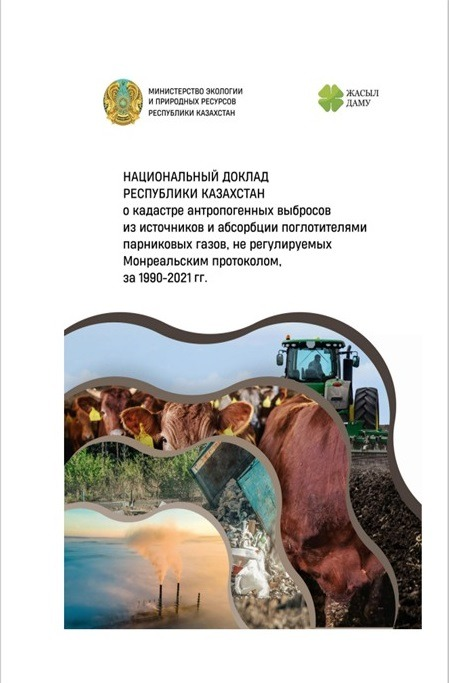 МИНИСТЕРСТВО ЭКОЛОГИИ
И ПРИРОДНЫХ РЕСУРСОВ
РЕСПУБЛИКИ КАЗАХСТАН
ЖАСЫЛ
ДАМУ
НАЦИОНАЛЬНЫЙ ДОКЛАД
РЕСПУБЛИКИ КАЗАХСТАН
о кадастре антропогенных выбросов
из источников и абсорбции поглотителями
парниковых газов, не регулируемых
Монреальским протоколом,
за 1990-2021 гг.